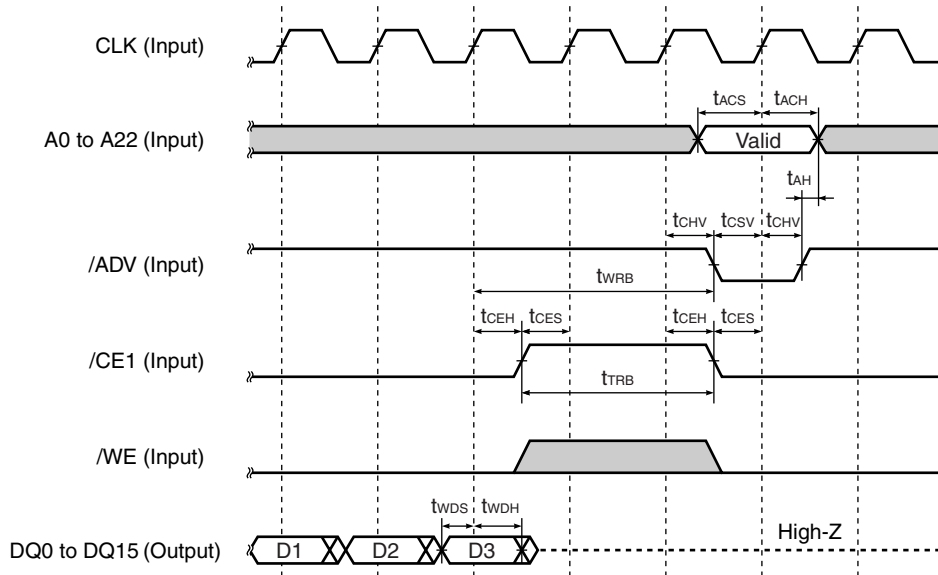 CLK (Input)
tACS tACH
A0 to A22 (Input) Valid
tAH
tCHV tCSV tCHV
/ADV (Input)
tWRB
tCEH tCES tCEH tCES
/CE1 (Input)
tTRB
/WE (Input)
tWDS tWDH
High-Z
DQ0 to DQ15 (Output) D1 D2 D3